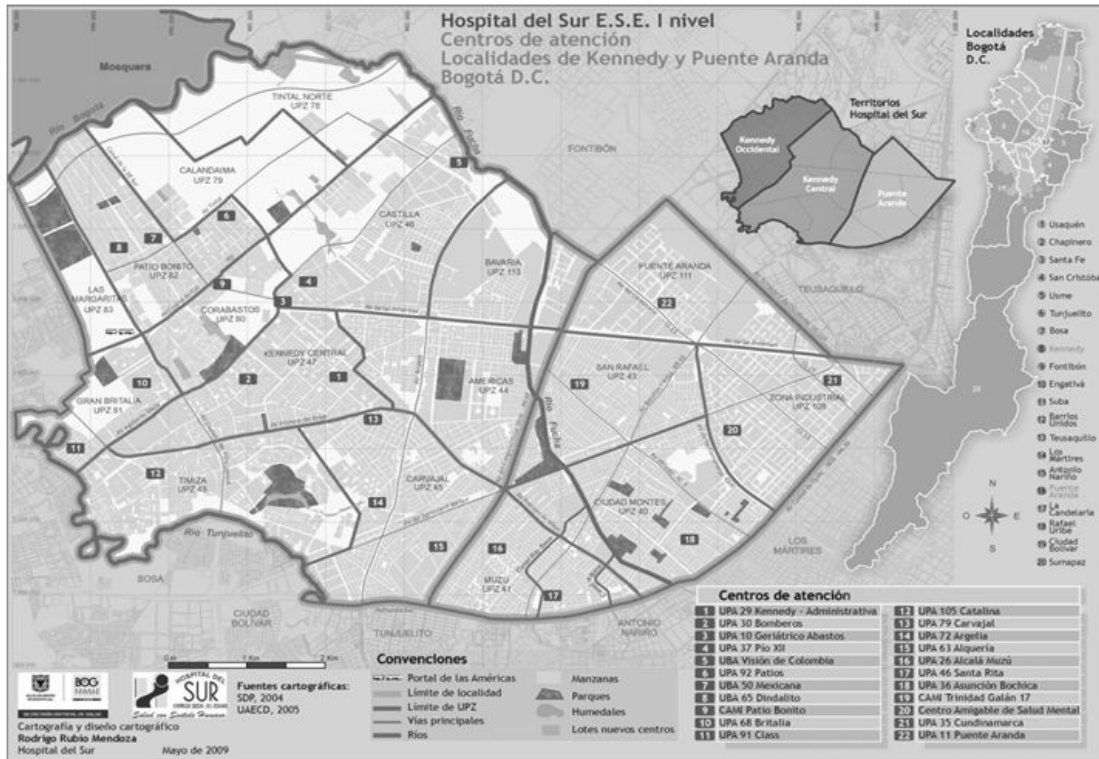 Hospital del Sur E.S.E. I nivel
Centros de atención
Localidades de Kennedy y Puente Aranda
Bogotá D.C.
Localidades
Bogotá
D.C.
Mosquera
Río Bogotá
TINTAL NORTE
UPZ 78
Río Fucha
FONTIBÓN
Territorios
Hospital del Sur
Kennedy
Occidental
Kennedy
Central
Puente
Aranda
CALANDAIMA
UPZ 79
CASTILLA
UPZ 46
BAVARIA
UPZ 113
PUENTE ARANDA
UPZ 111
TEUSAQUILLO
PATIO BONITO
UPZ 82
LAS
MARGARITAS
UPZ 83
CORABASTOS
UPZ 80
KENNEDY CENTRAL
UPZ 47
AMERICAS
UPZ 44
SAN RAFAEL
UPZ 43
ZONA INDUSTRIAL
UPZ 108
GRAN BRITALIA
UPZ 81
Río Fucha
TIMIZA
UPZ 48
CARVAJAL
UPZ 45
CIUDAD MONTES
UPZ 40
MUZÚ
UPZ 41
LOS
MÁRTIRES
Río Tunjuelito
BOSA
CIUDAD
BOLÍVAR
TUNJUELITO
ANTONIO
NARIÑO
1 Usaquén
2 Chapinero
3 Santa Fe
4 San Cristóba
5 Usme
6 Tunjuelito
7 Bosa
8 Kennedy
9 Fontibón
10 Engativá
11 Suba
12 Barrios Unidos
13 Teusaquillo
14 Los Mártires
15 Antonio Nariño
16 Puente Aranda
17 La Candelaria
18 Rafael Uribe
19 Ciudad Bolívar
20 Sumapaz
N
O E
S
Centros de atención
1 UPA 29 Kennedy - Administrativa
2 UPA 30 Bomberos
3 UPA 10 Geriátrico Abastos
4 UPA 37 Pio XII
5 UBA Visión de Colombia
6 UPA 92 Patios
7 UBA 50 Mexicana
8 UBA 65 Dindalito
9 CAMI Patio Bonito
10 UPA 68 Britalia
11 UPA 91 Class
12 UPA 105 Catalina
13 UPA 79 Carvajal
14 UPA 72 Argelia
15 UPA 63 Alquería
16 UPA 26 Alcalá Muzú
17 UPA 46 Santa Rita
18 UPA 36 Asunción Bochica
19 CAMI Trinidad Galán 17
20 Centro Amigable de Salud Mental
21 UPA 35 Cundinamarca
22 UPA 11 Puente Aranda
0 m 1 Km 2 Km
Convenciones
Portal de las Américas
Límite de localidad
Límite de UPZ
Vías principales
Ríos
Manzanas
Parques
Humedales
Lotes nuevos centros
BOG
HOSPITAL DEL
SUR
Salud con Sentido Humano
Fuentes cartográficas:
SDP, 2004
UAECD, 2005
Cartografía y diseño cartográfico
Rodrigo Rubio Mendoza
Hospital del Sur Mayo de 2009